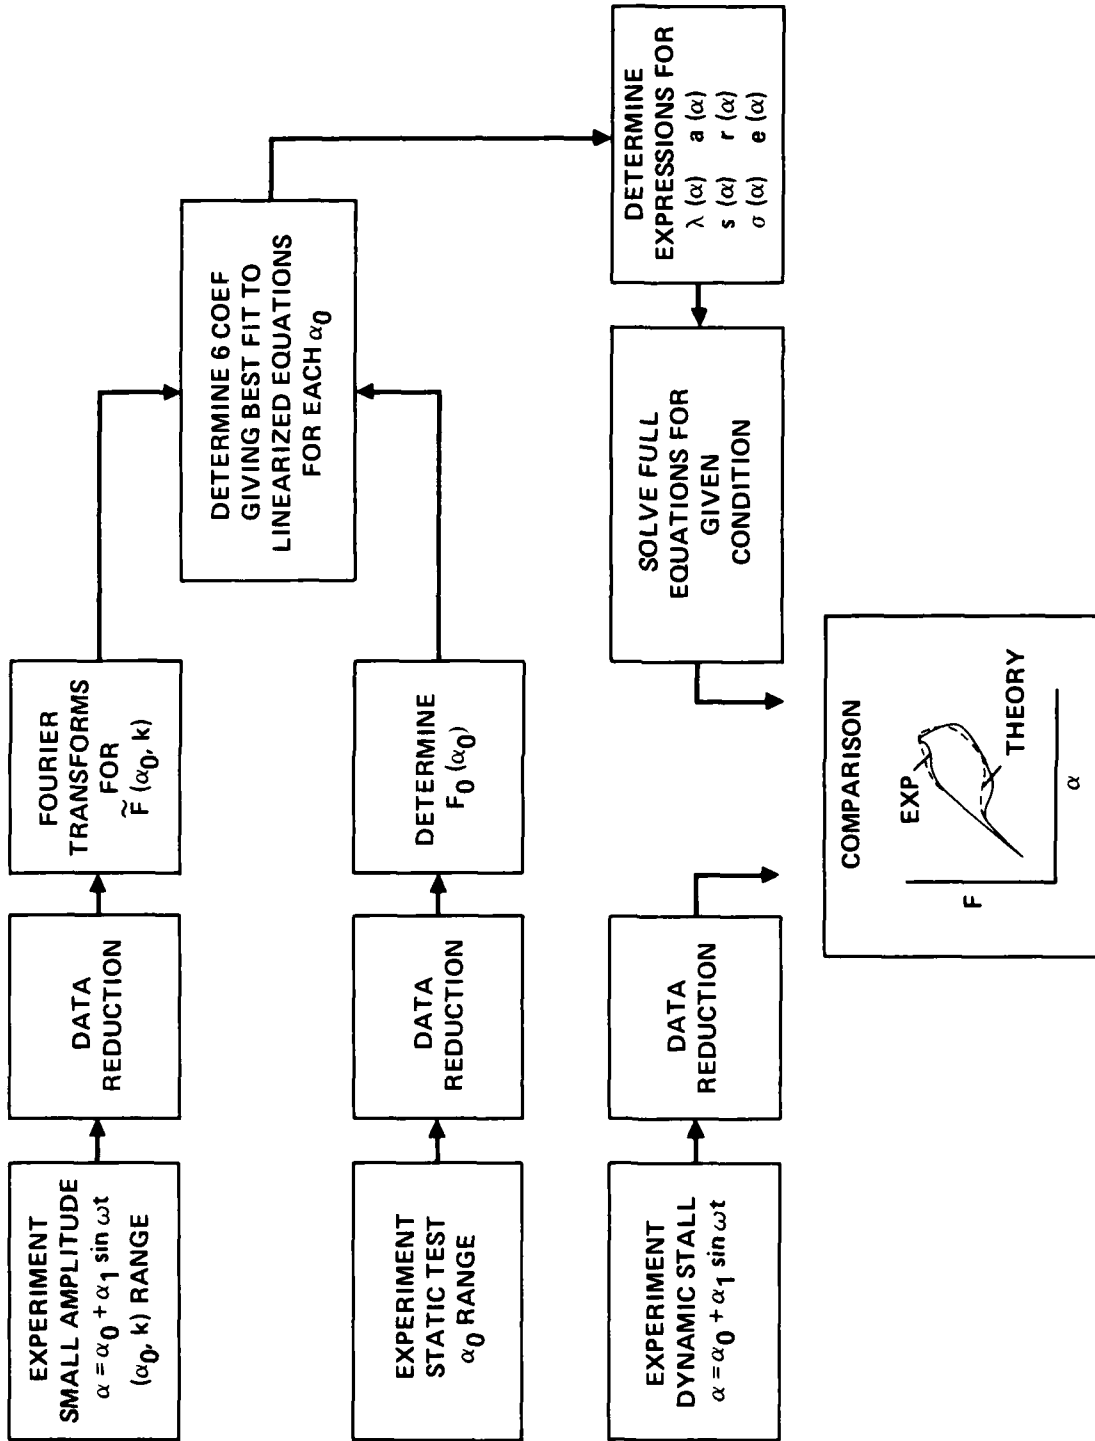 EXPERIMENT
SMALL AMPLITUDE
α = α0 + α1 sin ωt
(α0, k) RANGE
DATA
REDUCTION
FOURIER
TRANSFORMS
FOR
F̃ (α0, k)
EXPERIMENT
STATIC TEST
α0 RANGE
DATA
REDUCTION
DETERMINE
F0 (α0)
DETERMINE 6 COEF
GIVING BEST FIT TO
LINEARIZED EQUATIONS
FOR EACH α0
DETERMINE
EXPRESSIONS FOR
λ (α) a (α)
s (α) r (α)
σ (α) e (α)
SOLVE FULL
EQUATIONS FOR
GIVEN
CONDITION
EXPERIMENT
DYNAMIC STALL
α = α0 + α1 sin ωt
DATA
REDUCTION
COMPARISON
F
EXP
THEORY
α